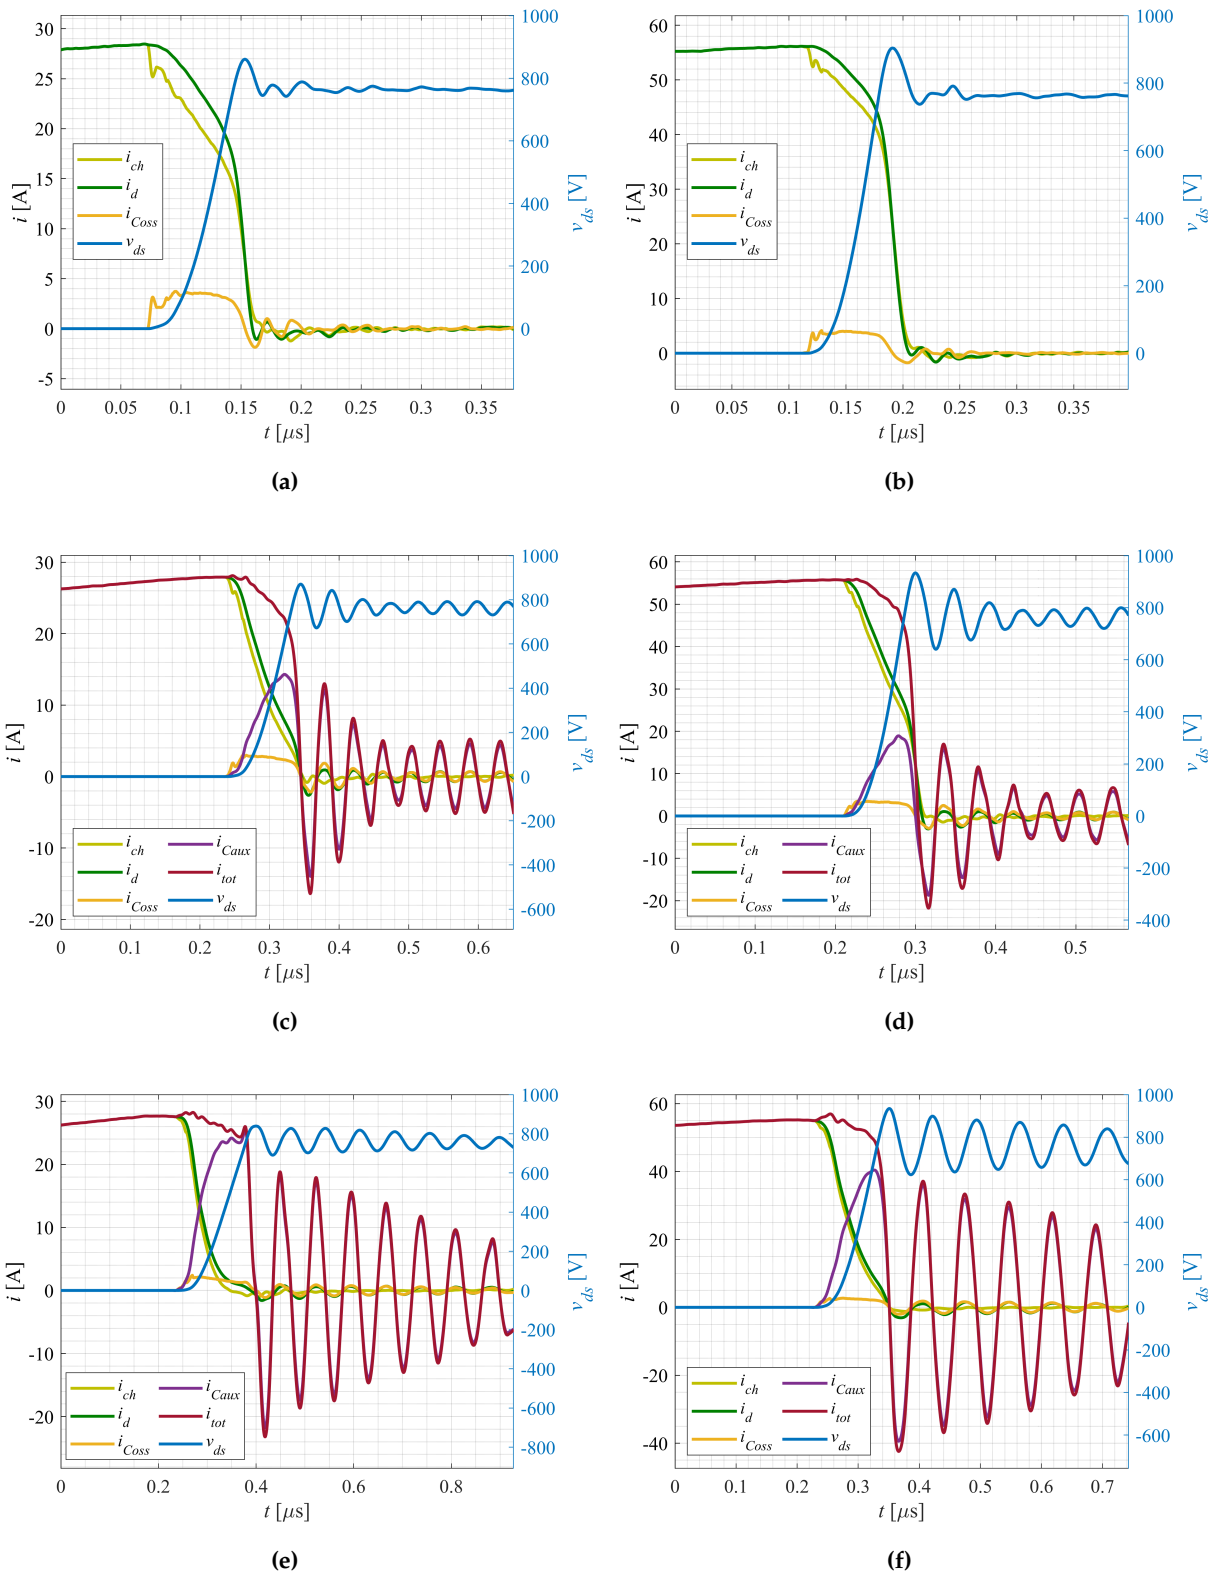 30
25
20
15
10
5
0
-5
i [A]
1000
800
600
400
200
0
v_ds [V]
i_ch
i_d
i_Coss
v_ds
0 0.05 0.1 0.15 0.2 0.25 0.3 0.35
t [μs]
(a)
60
50
40
30
20
10
0
i [A]
1000
800
600
400
200
0
v_ds [V]
i_ch
i_d
i_Coss
v_ds
0 0.05 0.1 0.15 0.2 0.25 0.3 0.35
t [μs]
(b)
30
20
10
0
-10
-20
i [A]
1000
800
600
400
200
0
-200
-400
-600
v_ds [V]
i_ch i_Caux
i_d i_tot
i_Coss v_ds
0 0.1 0.2 0.3 0.4 0.5 0.6
t [μs]
(c)
60
50
40
30
20
10
0
-10
-20
i [A]
1000
800
600
400
200
0
-200
-400
v_ds [V]
i_ch i_Caux
i_d i_tot
i_Coss v_ds
0 0.1 0.2 0.3 0.4 0.5
t [μs]
(d)
30
20
10
0
-10
-20
i [A]
1000
800
600
400
200
0
-200
-400
-600
-800
v_ds [V]
i_ch i_Caux
i_d i_tot
i_Coss v_ds
0 0.2 0.4 0.6 0.8
t [μs]
(e)
60
40
20
0
-20
-40
i [A]
1000
800
600
400
200
0
-200
-400
-600
v_ds [V]
i_ch i_Caux
i_d i_tot
i_Coss v_ds
0 0.1 0.2 0.3 0.4 0.5 0.6 0.7
t [μs]
(f)